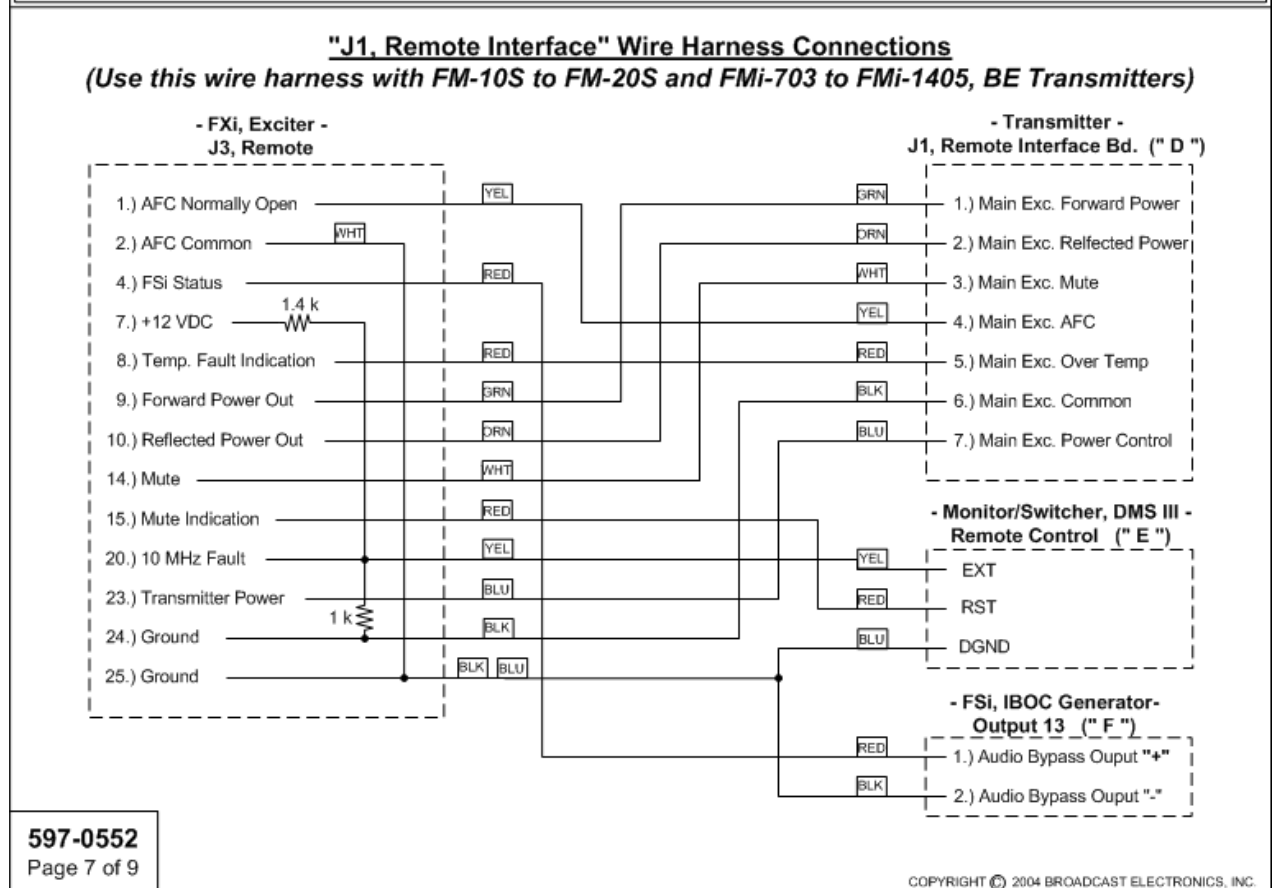 "J1, Remote Interface" Wire Harness Connections
(Use this wire harness with FM-10S to FM-20S and FMi-703 to FMi-1405, BE Transmitters)
- FXi, Exciter -
J3, Remote
1.) AFC Normally Open
2.) AFC Common
4.) FSi Status
7.) +12 VDC
8.) Temp. Fault Indication
9.) Forward Power Out
10.) Reflected Power Out
14.) Mute
15.) Mute Indication
20.) 10 MHz Fault
23.) Transmitter Power
24.) Ground
25.) Ground
1.4 k
1 k
YEL
WHT
RED
RED
GRN
ORN
WHT
RED
YEL
BLU
BLK
BLK BLU
- Transmitter -
J1, Remote Interface Bd. (" D ")
GRN 1.) Main Exc. Forward Power
ORN 2.) Main Exc. Relfected Power
WHT 3.) Main Exc. Mute
YEL 4.) Main Exc. AFC
RED 5.) Main Exc. Over Temp
BLK 6.) Main Exc. Common
BLU 7.) Main Exc. Power Control
- Monitor/Switcher, DMS III -
Remote Control (" E ")
YEL EXT
RED RST
BLU DGND
- FSi, IBOC Generator-
Output 13 (" F ")
RED 1.) Audio Bypass Ouput "+"
BLK 2.) Audio Bypass Ouput "-"
597-0552
Page 7 of 9
COPYRIGHT © 2004 BROADCAST ELECTRONICS, INC.